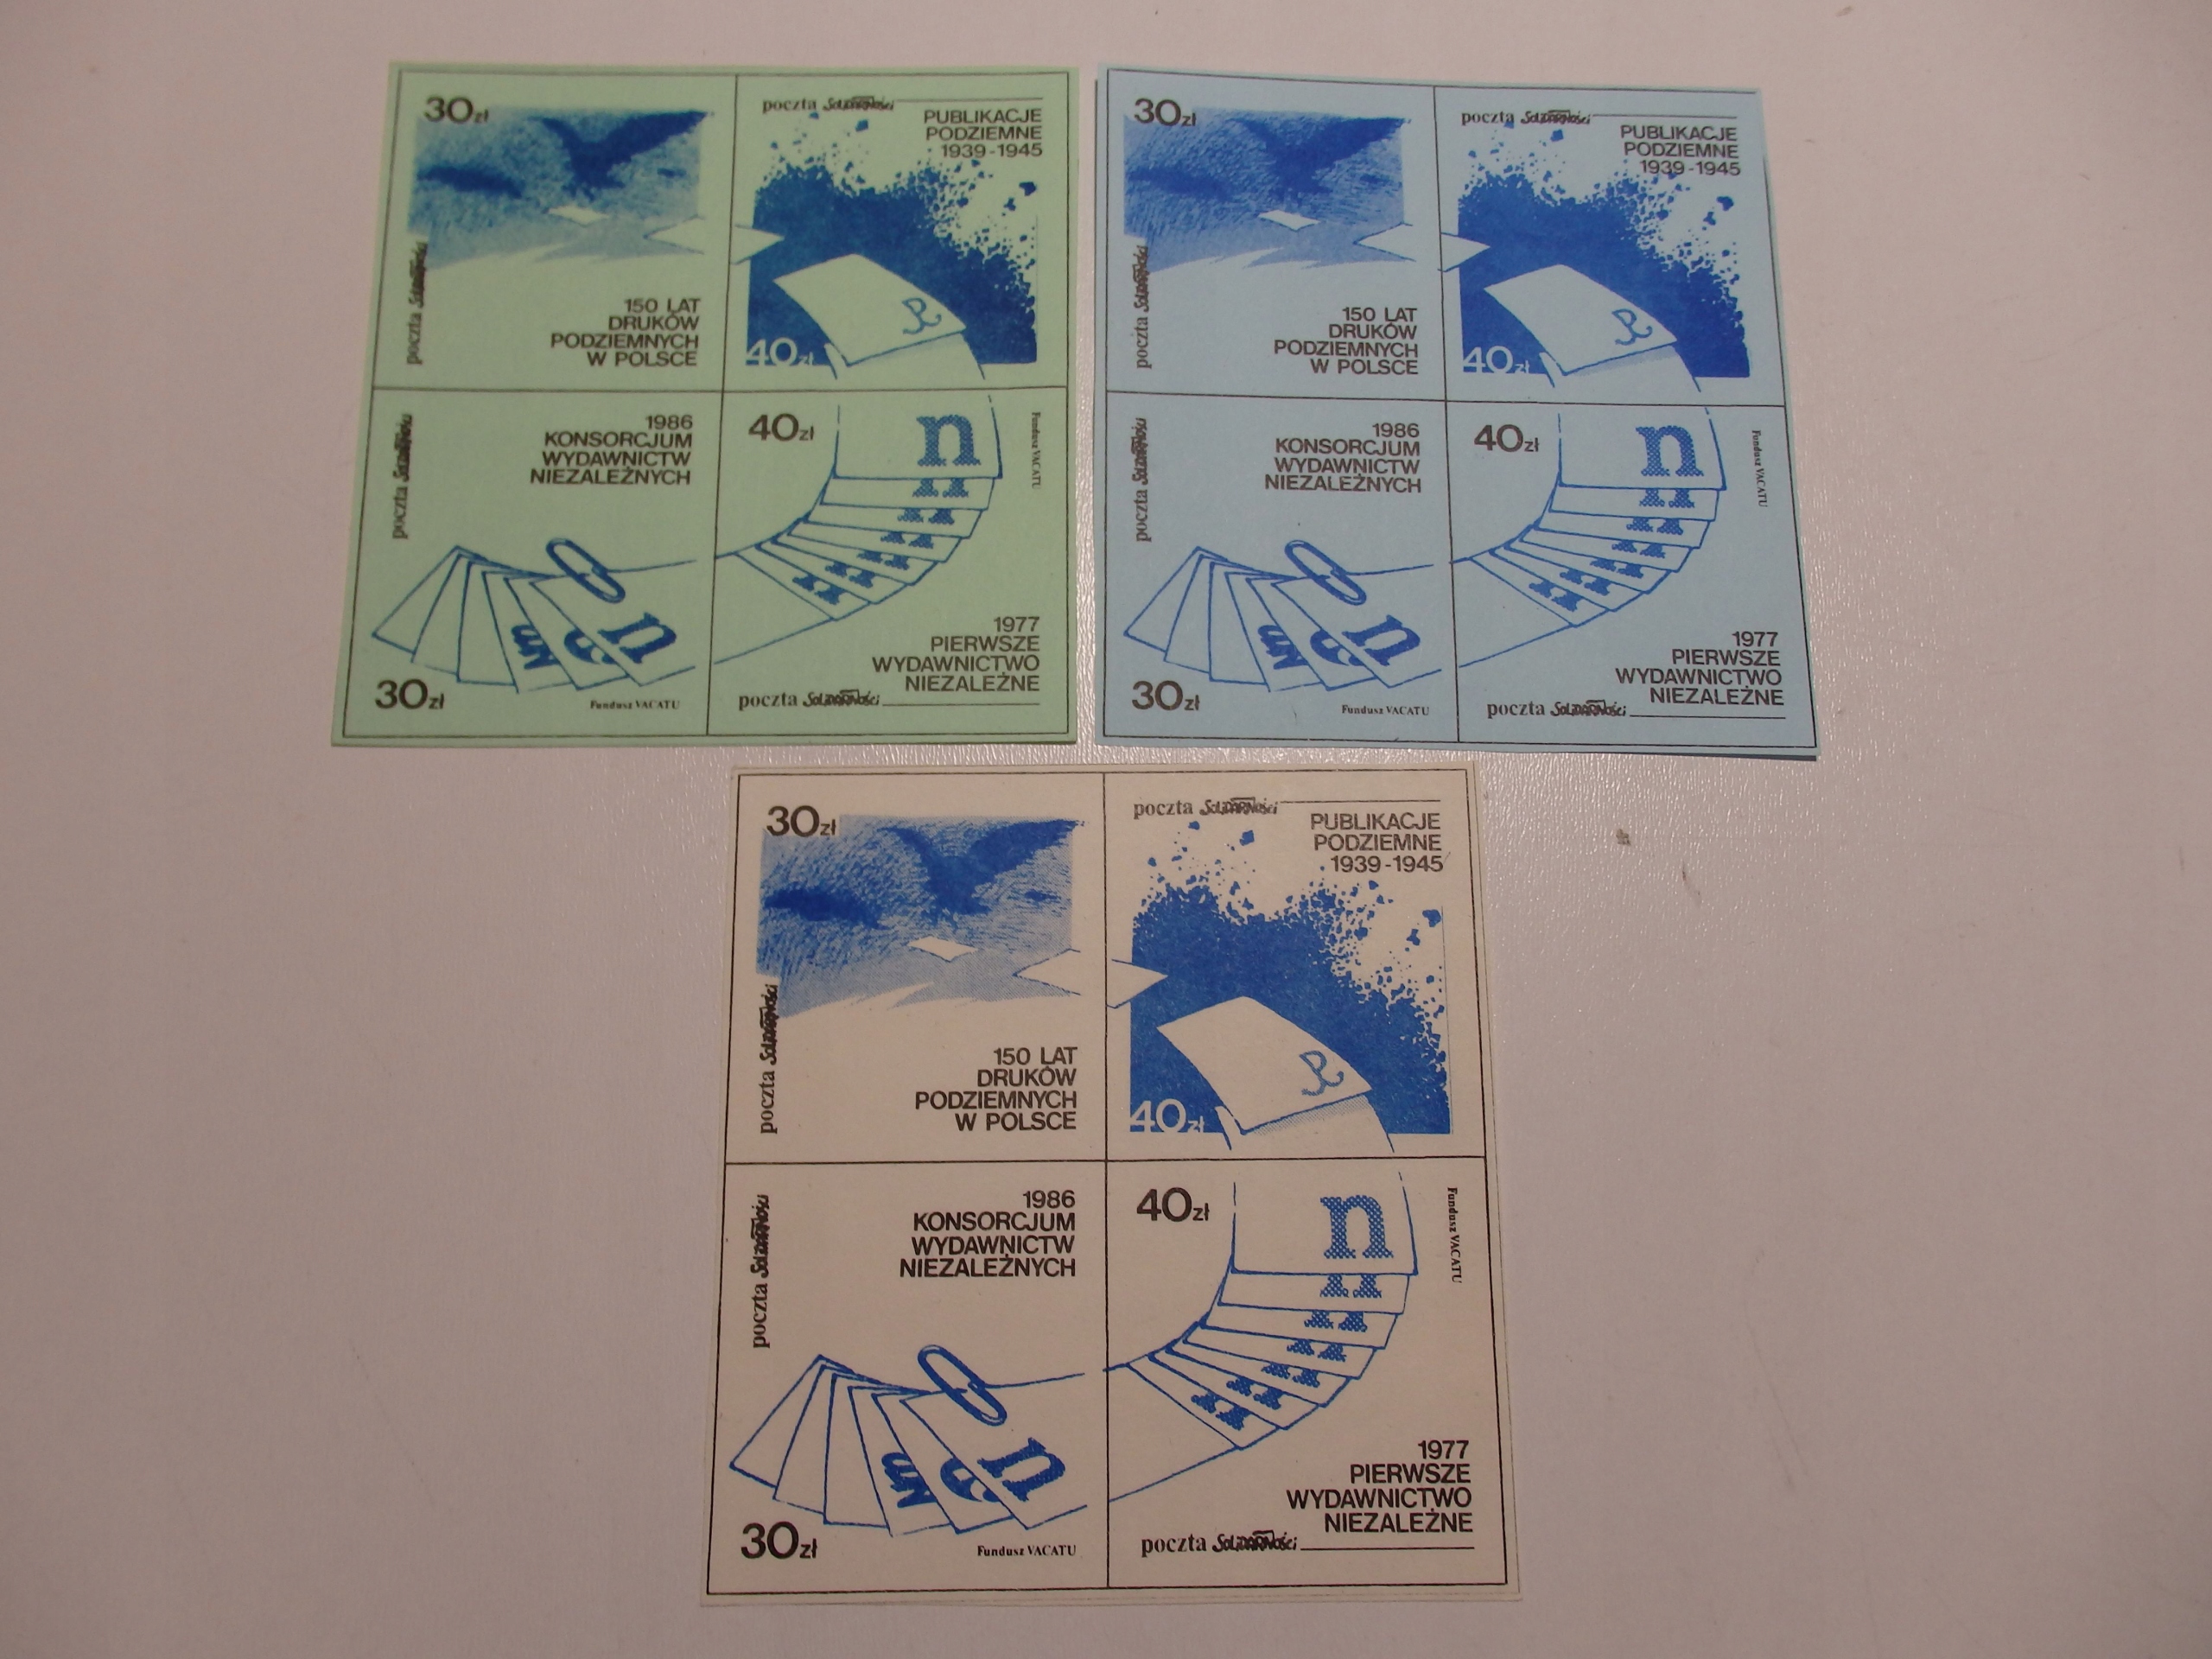 30zł
poczta Solidarność
150 LAT
DRUKÓW
PODZIEMNYCH
W POLSCE
poczta Solidarności
PUBLIKACJE
PODZIEMNE
1939-1945
40zł
poczta Solidarności
1986
KONSORCJUM
WYDAWNICTW
NIEZALEŻNYCH
n
e
wn
30zł
Fundusz VACATU
40zł
n
Fundusz VACATU
1977
PIERWSZE
WYDAWNICTWO
NIEZALEŻNE
poczta Solidarności
30zł
poczta Solidarności
150 LAT
DRUKÓW
PODZIEMNYCH
W POLSCE
poczta Solidarności
PUBLIKACJE
PODZIEMNE
1939-1945
40zł
poczta Solidarności
1986
KONSORCJUM
WYDAWNICTW
NIEZALEŻNYCH
n
30zł
Fundusz VACATU
40zł
n
Fundusz VACATU
1977
PIERWSZE
WYDAWNICTWO
NIEZALEŻNE
poczta Solidarności
30zł
poczta Solidarności
150 LAT
DRUKÓW
PODZIEMNYCH
W POLSCE
poczta Solidarności
PUBLIKACJE
PODZIEMNE
1939-1945
40zł
poczta Solidarności
1986
KONSORCJUM
WYDAWNICTW
NIEZALEŻNYCH
n
30zł
Fundusz VACATU
40zł
n
Fundusz VACATU
1977
PIERWSZE
WYDAWNICTWO
NIEZALEŻNE
poczta Solidarności